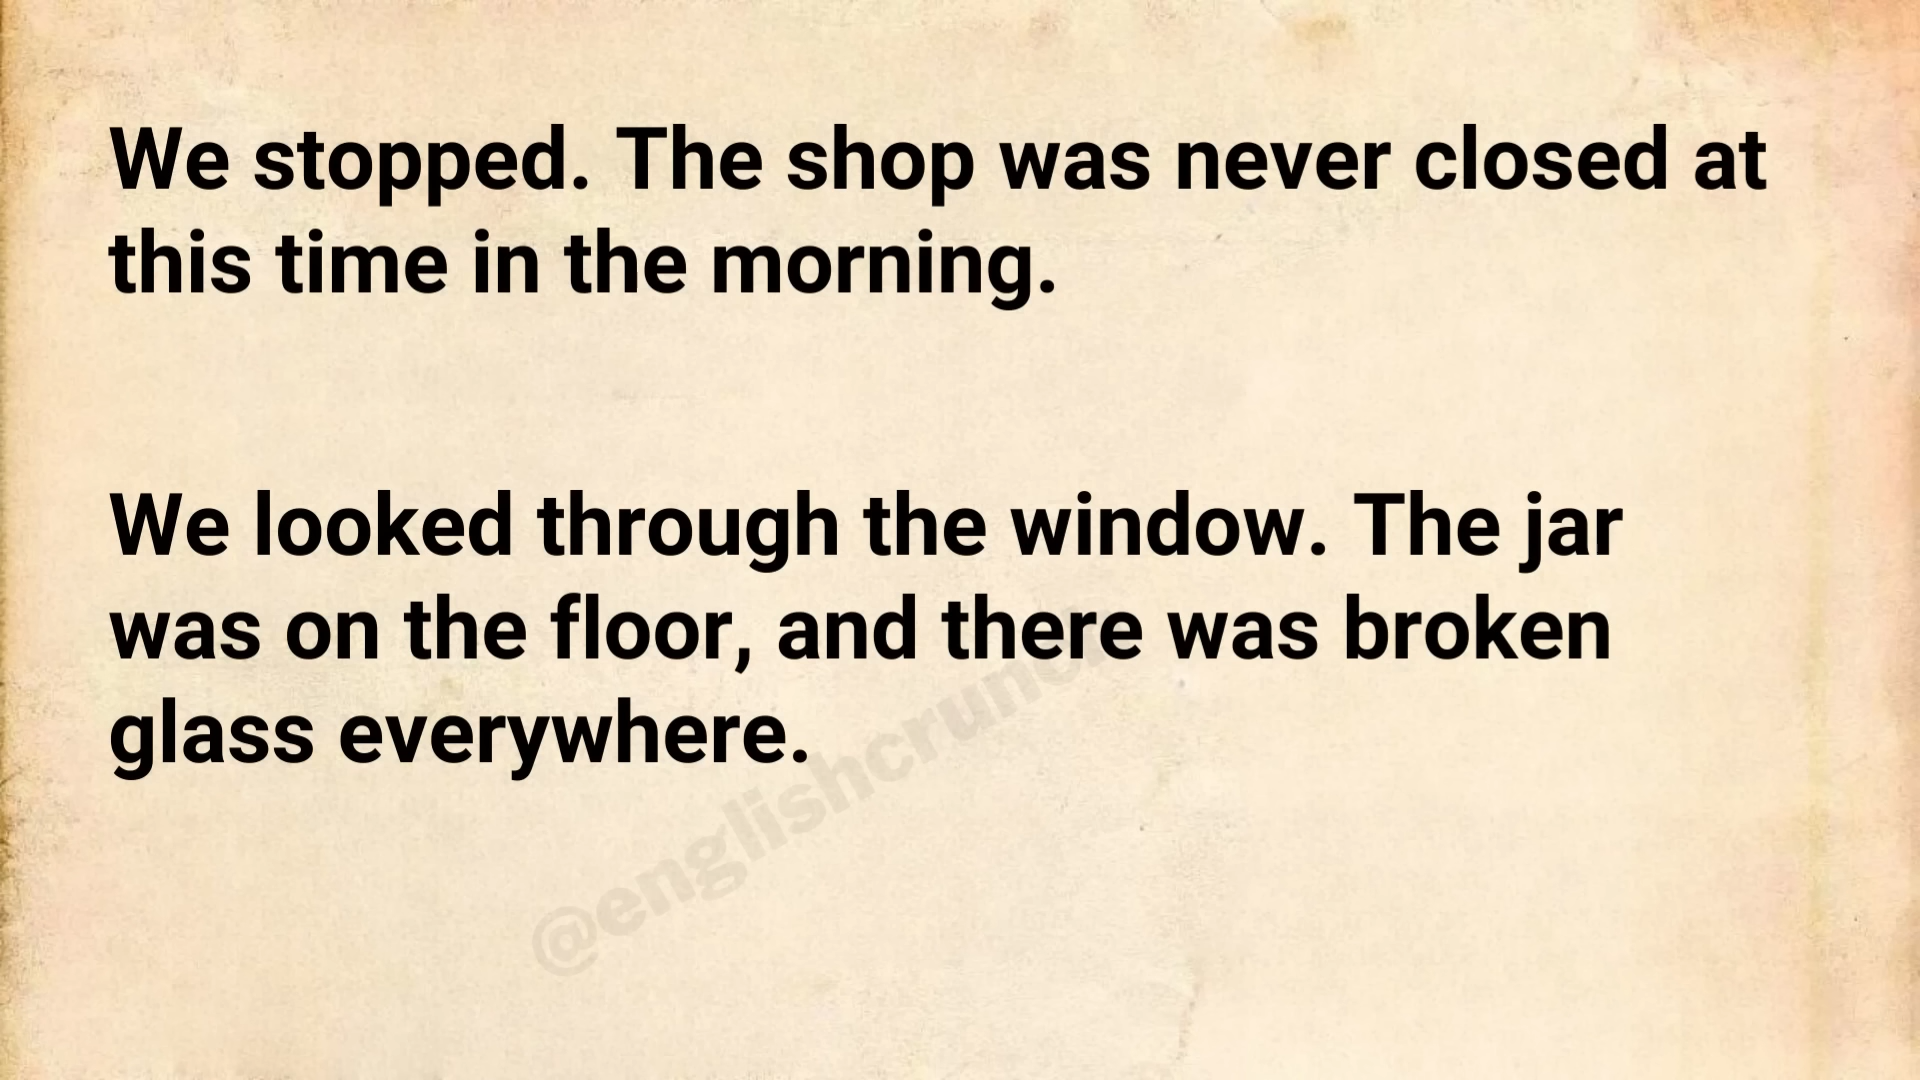 We stopped. The shop was never closed at
this time in the morning.
We looked through the window. The jar
was on the floor, and there was broken
glass everywhere.